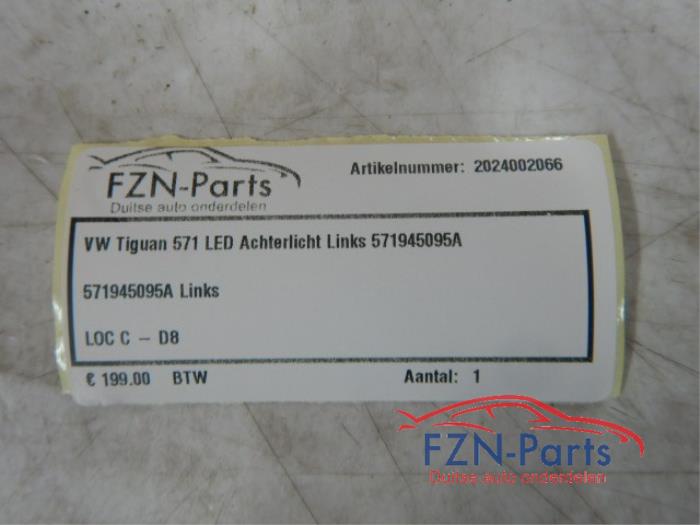 FZN-Parts
Duitse auto onderdelen
Artikelnummer: 2024002066
VW Tiguan 571 LED Achterlicht Links 571945095A
571945095A Links
LOC C – D8
€ 199.00 BTW
Aantal: 1
FZN-Parts
Duitse auto onderdelen